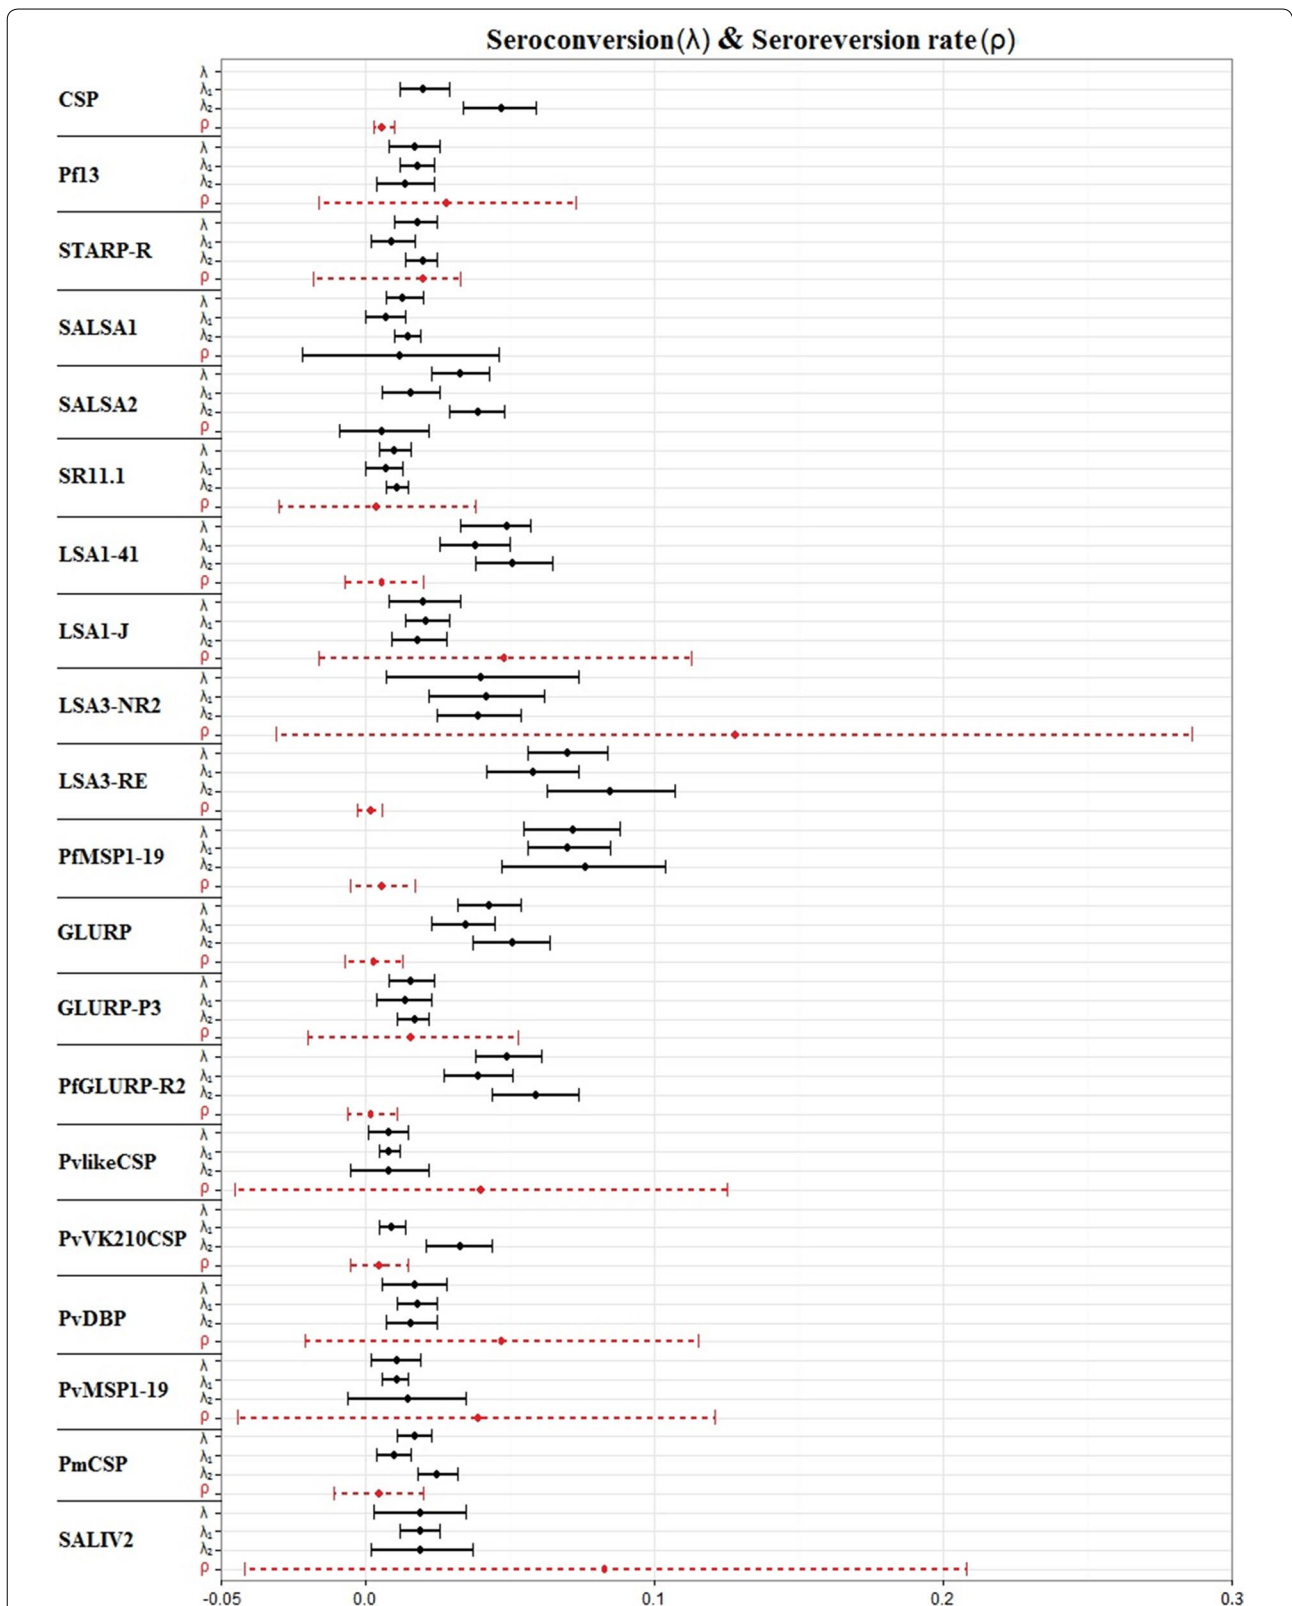 Seroconversion (λ) & Seroreversion rate (ρ)
CSP
λ
λ1
λ2
ρ
Pf13
λ
λ1
λ2
ρ
STARP-R
λ
λ1
λ2
ρ
SALSA1
λ
λ1
λ2
ρ
SALSA2
λ
λ1
λ2
ρ
SR11.1
λ
λ1
λ2
ρ
LSA1-41
λ
λ1
λ2
ρ
LSA1-J
λ
λ1
λ2
ρ
LSA3-NR2
λ
λ1
λ2
ρ
LSA3-RE
λ
λ1
λ2
ρ
PfMSP1-19
λ
λ1
λ2
ρ
GLURP
λ
λ1
λ2
ρ
GLURP-P3
λ
λ1
λ2
ρ
PfGLURP-R2
λ
λ1
λ2
ρ
PvlikeCSP
λ
λ1
λ2
ρ
PvVK210CSP
λ
λ1
λ2
ρ
PvDBP
λ
λ1
λ2
ρ
PvMSP1-19
λ
λ1
λ2
ρ
PmCSP
λ
λ1
λ2
ρ
SALIV2
λ
λ1
λ2
ρ
-0.05 0.0 0.1 0.2 0.3